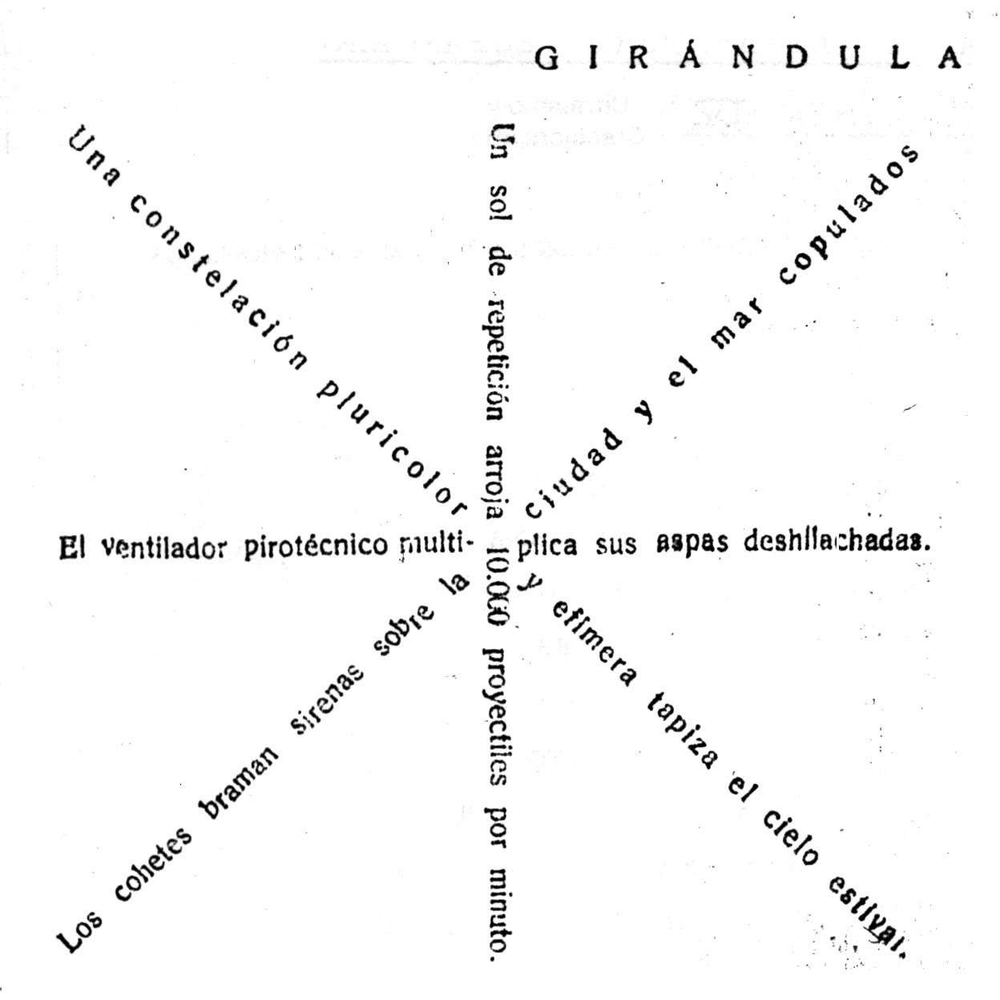 GIRÁNDULA
Una constelación pluricolor y efímera tapiza el cielo estival.
Un sol de repetición arroja 10.000 proyectiles por minuto.
Los cohetes braman sirenas sobre la ciudad y el mar copulados
El ventilador pirotécnico multi- plica sus aspas deshilachadas.